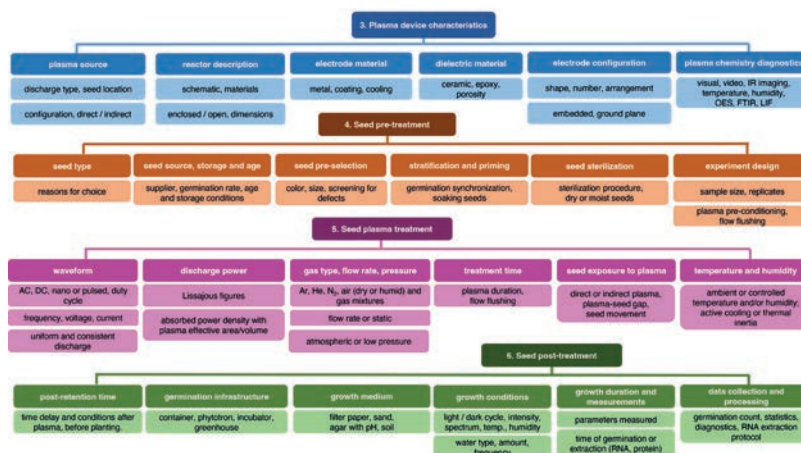 3. Plasma device characteristics
plasma source
reactor description
electrode material
dielectric material
electrode configuration
plasma chemistry diagnostics
discharge type, seed location
configuration, direct / indirect
schematic, materials
enclosed / open, dimensions
metal, coating, cooling
ceramic, epoxy,
porosity
shape, number, arrangement
embedded, ground plane
visual, video, IR imaging,
temperature, humidity,
OES, FTIR, LIF
4. Seed pre-treatment
seed type
seed source, storage and age
seed pre-selection
stratification and priming
seed sterilization
experiment design
reasons for choice
supplier, germination rate, age
and storage conditions
color, size, screening for
defects
germination synchronization,
soaking seeds
sterilization procedure,
dry or moist seeds
sample size, replicates
plasma pre-conditioning,
flow flushing
5. Seed plasma treatment
waveform
discharge power
gas type, flow rate, pressure
treatment time
seed exposure to plasma
temperature and humidity
AC, DC, nano or pulsed, duty
cycle
frequency, voltage, current
uniform and consistent
discharge
Lissajous figures
absorbed power density with
plasma effective area/volume
Ar, He, N₂, air (dry or humid) and
gas mixtures
flow rate or static
atmospheric or low pressure
plasma duration,
flow flushing
direct or indirect plasma,
plasma-seed gap,
seed movement
ambient or controlled
temperature and/or humidity,
active cooling or thermal
inertia
6. Seed post-treatment
post-retention time
germination infrastructure
growth medium
growth conditions
growth duration and
measurements
data collection and
processing
time delay and conditions after
plasma, before planting.
container, phytotron, incubator,
greenhouse
filter paper, sand,
agar with pH, soil
light / dark cycle, intensity,
spectrum, temp., humidity
water type, amount,
frequency
parameters measured
time of germination or
extraction (RNA, protein)
germination count, statistics,
diagnostics, RNA extraction
protocol